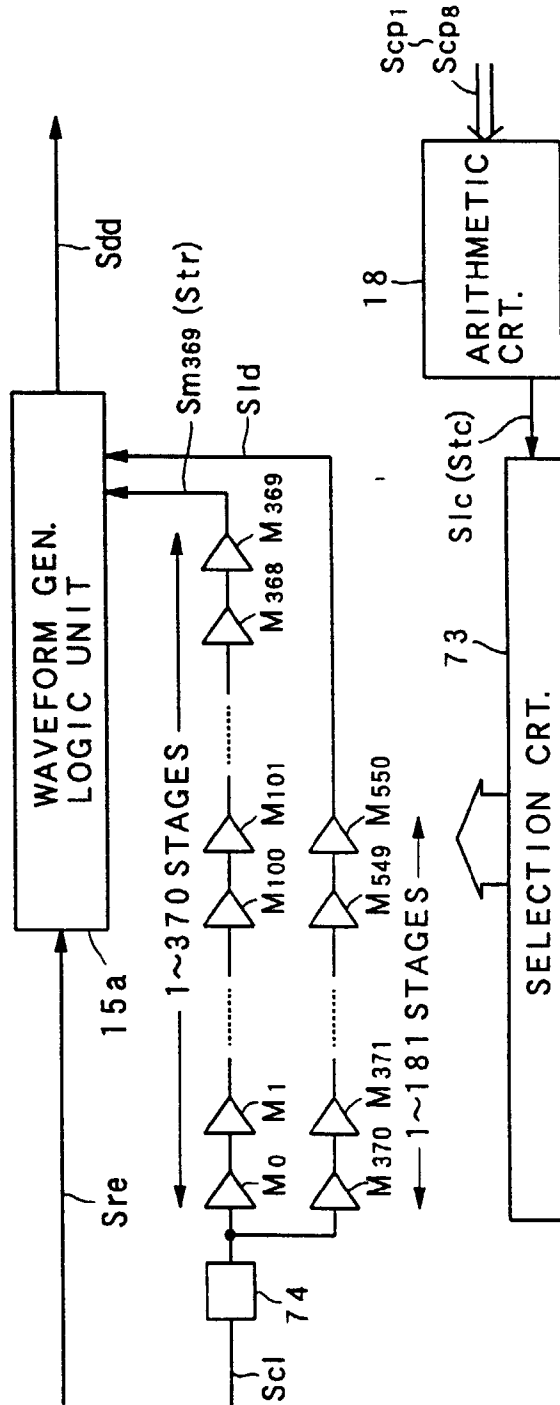 Sre
Sdd
WAVEFORM GEN.
LOGIC UNIT
15a
Sm369 (Str)
Sld
1~370 STAGES
M0
M1
M100
M101
M368
M369
Scl
74
M370
M371
M549
M550
1~181 STAGES
Scp1
Scp8
18
ARITHMETIC
CRT.
Slc (Stc)
73
SELECTION CRT.